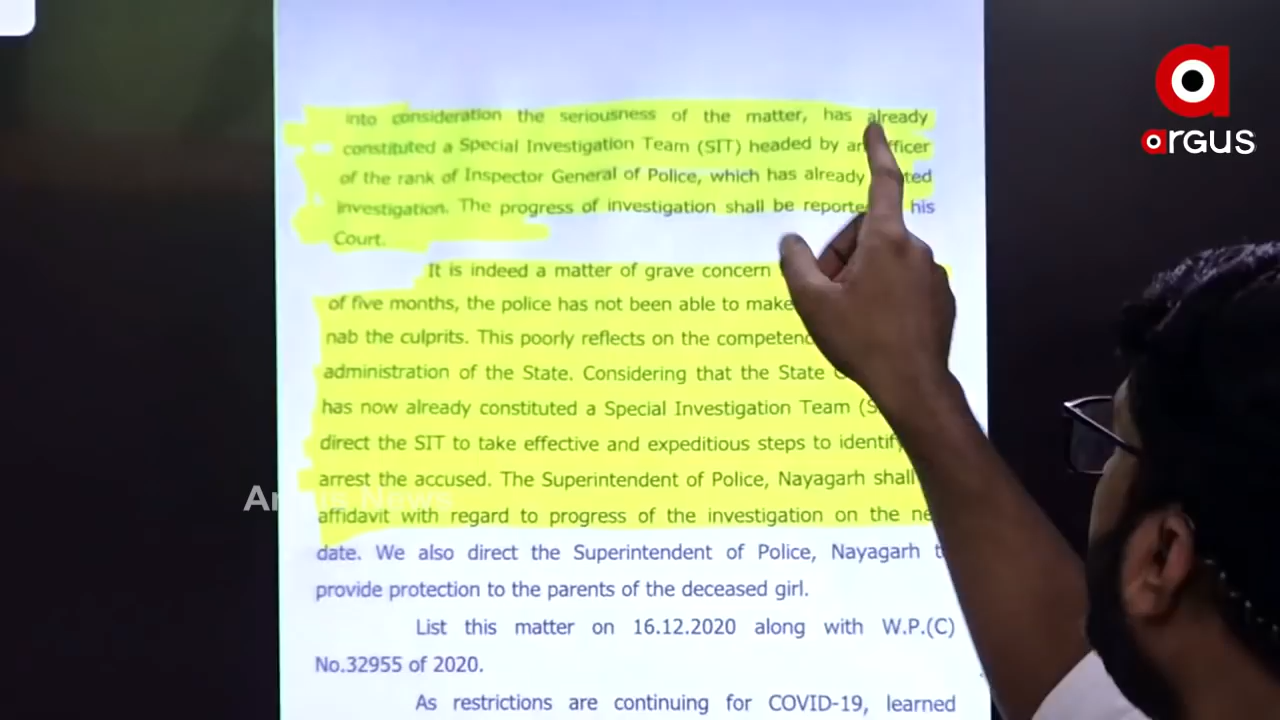 argus
into consideration the seriousness of the matter, has already
constituted a Special Investigation Team (SIT) headed by an
of the rank of Inspector General of Police, which has already
investigation. The progress of investigation shall be his
Court.
It is indeed a matter of grave concern
of five months, the police has not been able to make
nab the culprits. This poorly reflects on the
administration of the State. Considering that the State
has now already constituted a Special Investigation Team
direct the SIT to take effective and expeditious steps to
arrest the accused. The Superintendent of Police, Nayagarh shall
Argus News
affidavit with regard to progress of the investigation on the
date. We also direct the Superintendent of Police, Nayagarh
provide protection to the parents of the deceased girl.
List this matter on 16.12.2020 along with W.P.(C)
No.32955 of 2020.
As restrictions are continuing for COVID-19, learned